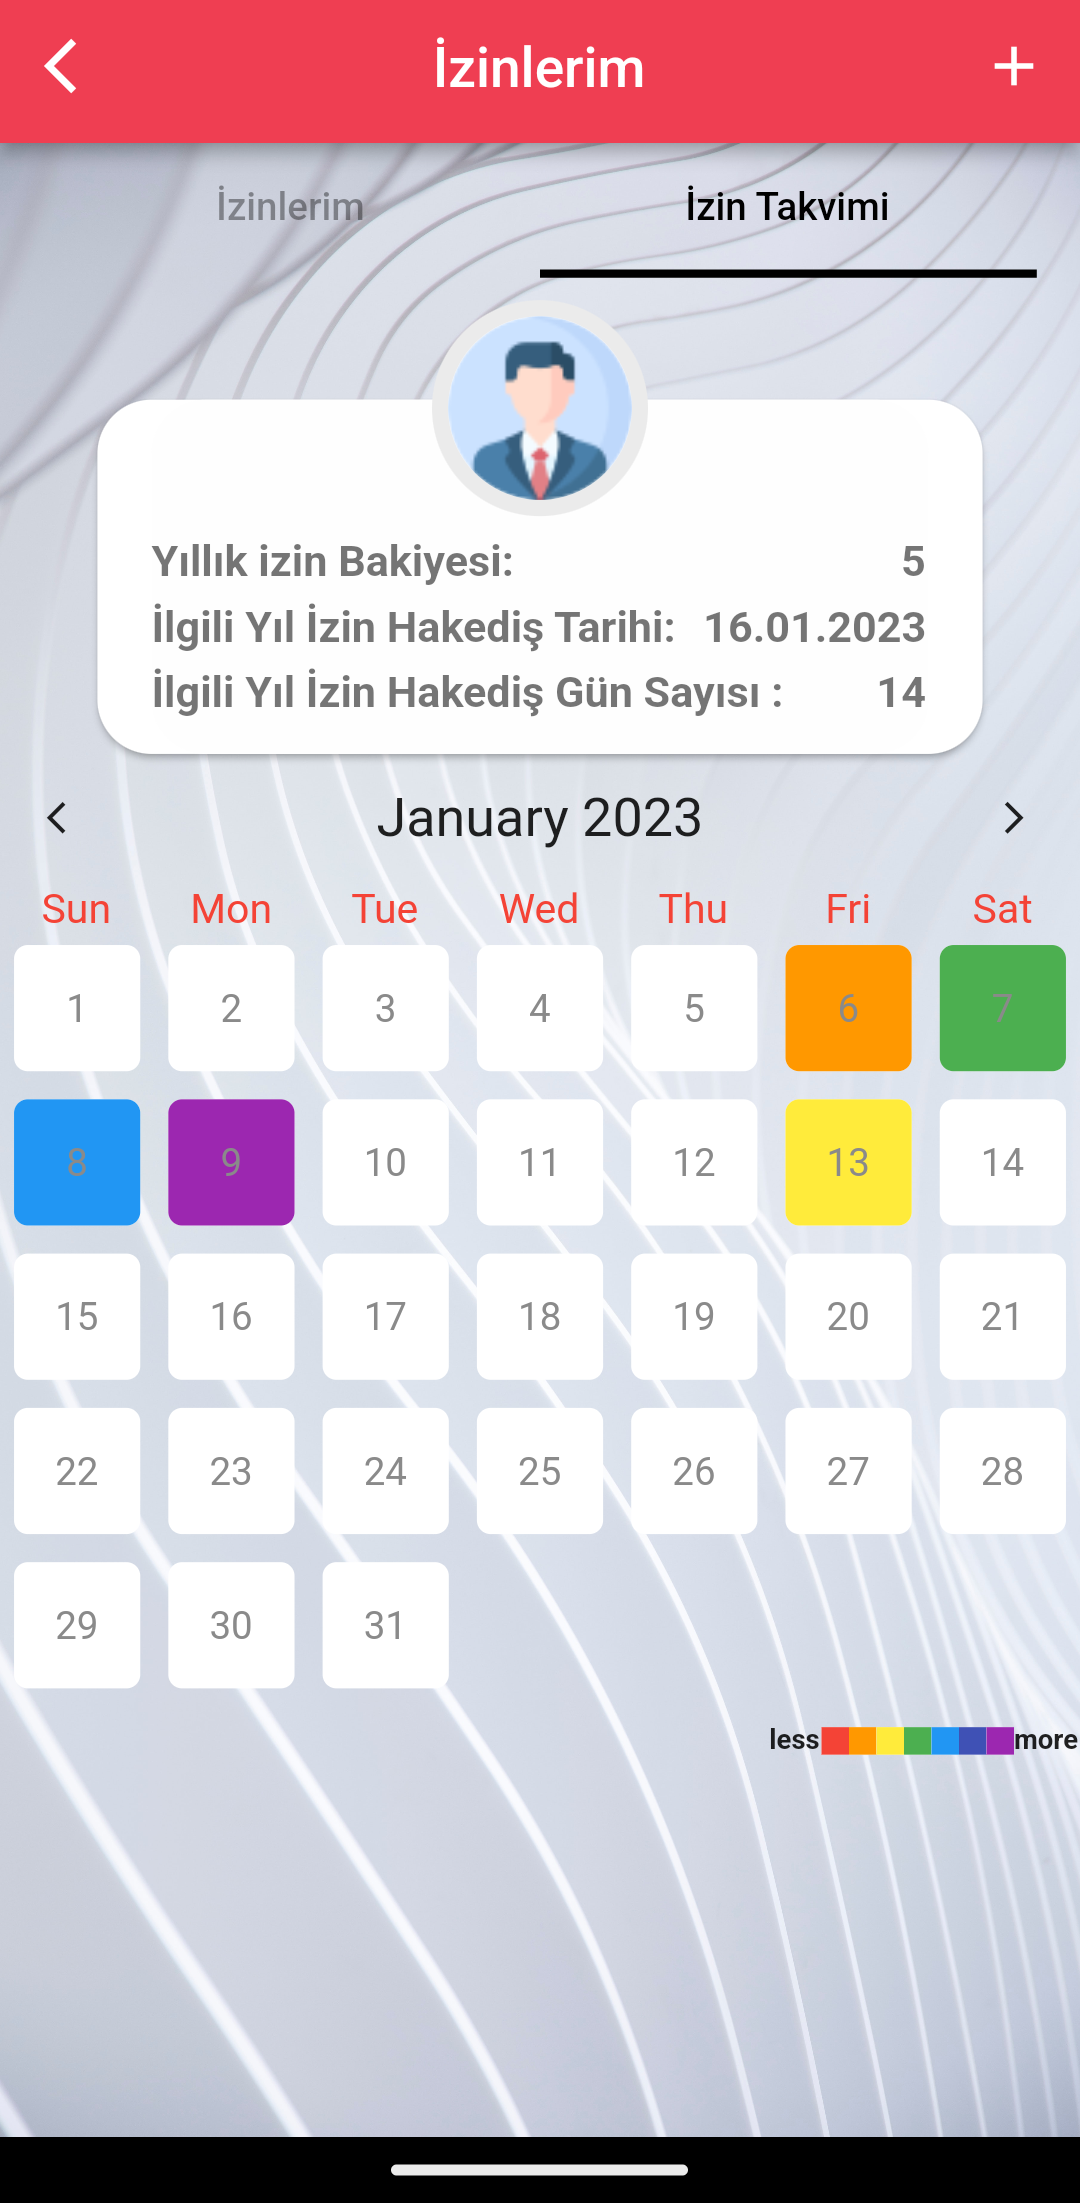 İzinlerim
İzinlerim İzin Takvimi
Yıllık izin Bakiyesi: 5
İlgili Yıl İzin Hakediş Tarihi: 16.01.2023
İlgili Yıl İzin Hakediş Gün Sayısı : 14
January 2023
Sun Mon Tue Wed Thu Fri Sat
1 2 3 4 5 6 7
8 9 10 11 12 13 14
15 16 17 18 19 20 21
22 23 24 25 26 27 28
29 30 31
less more